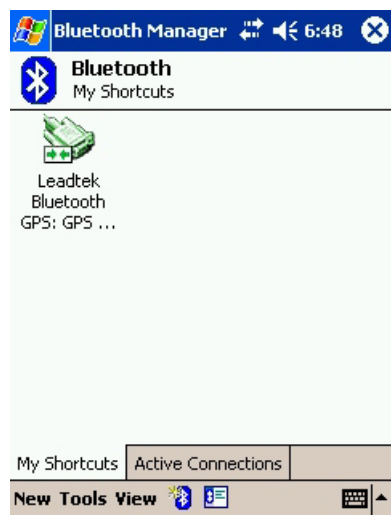 Bluetooth Manager 6:48
Bluetooth
My Shortcuts
Leadtek
Bluetooth
GPS: GPS ...
My Shortcuts Active Connections
New Tools View